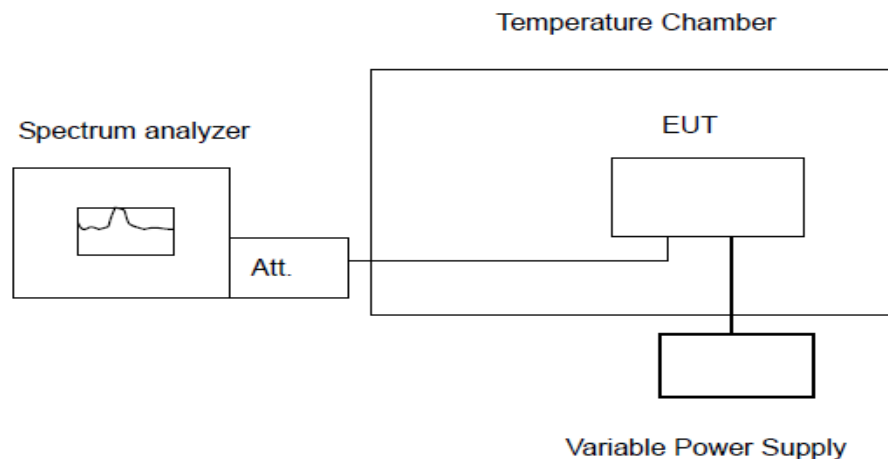 Temperature Chamber
Spectrum analyzer
EUT
Att.
Variable Power Supply